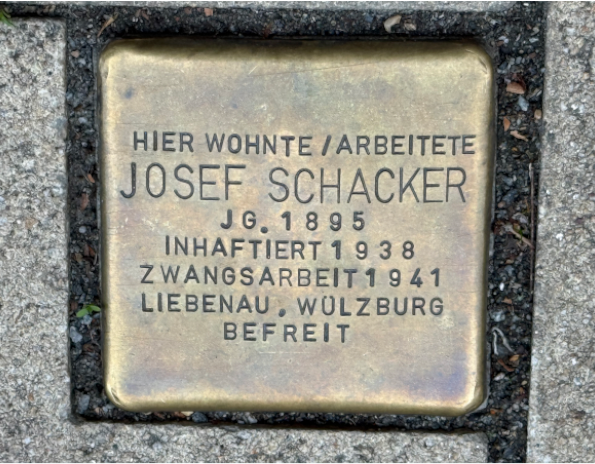 HIER WOHNTE / ARBEITETE
JOSEF SCHACKER
JG. 1895
INHAFTIERT 1938
ZWANGSARBEIT 1941
LIEBENAU, WÜLZBURG
BEFREIT